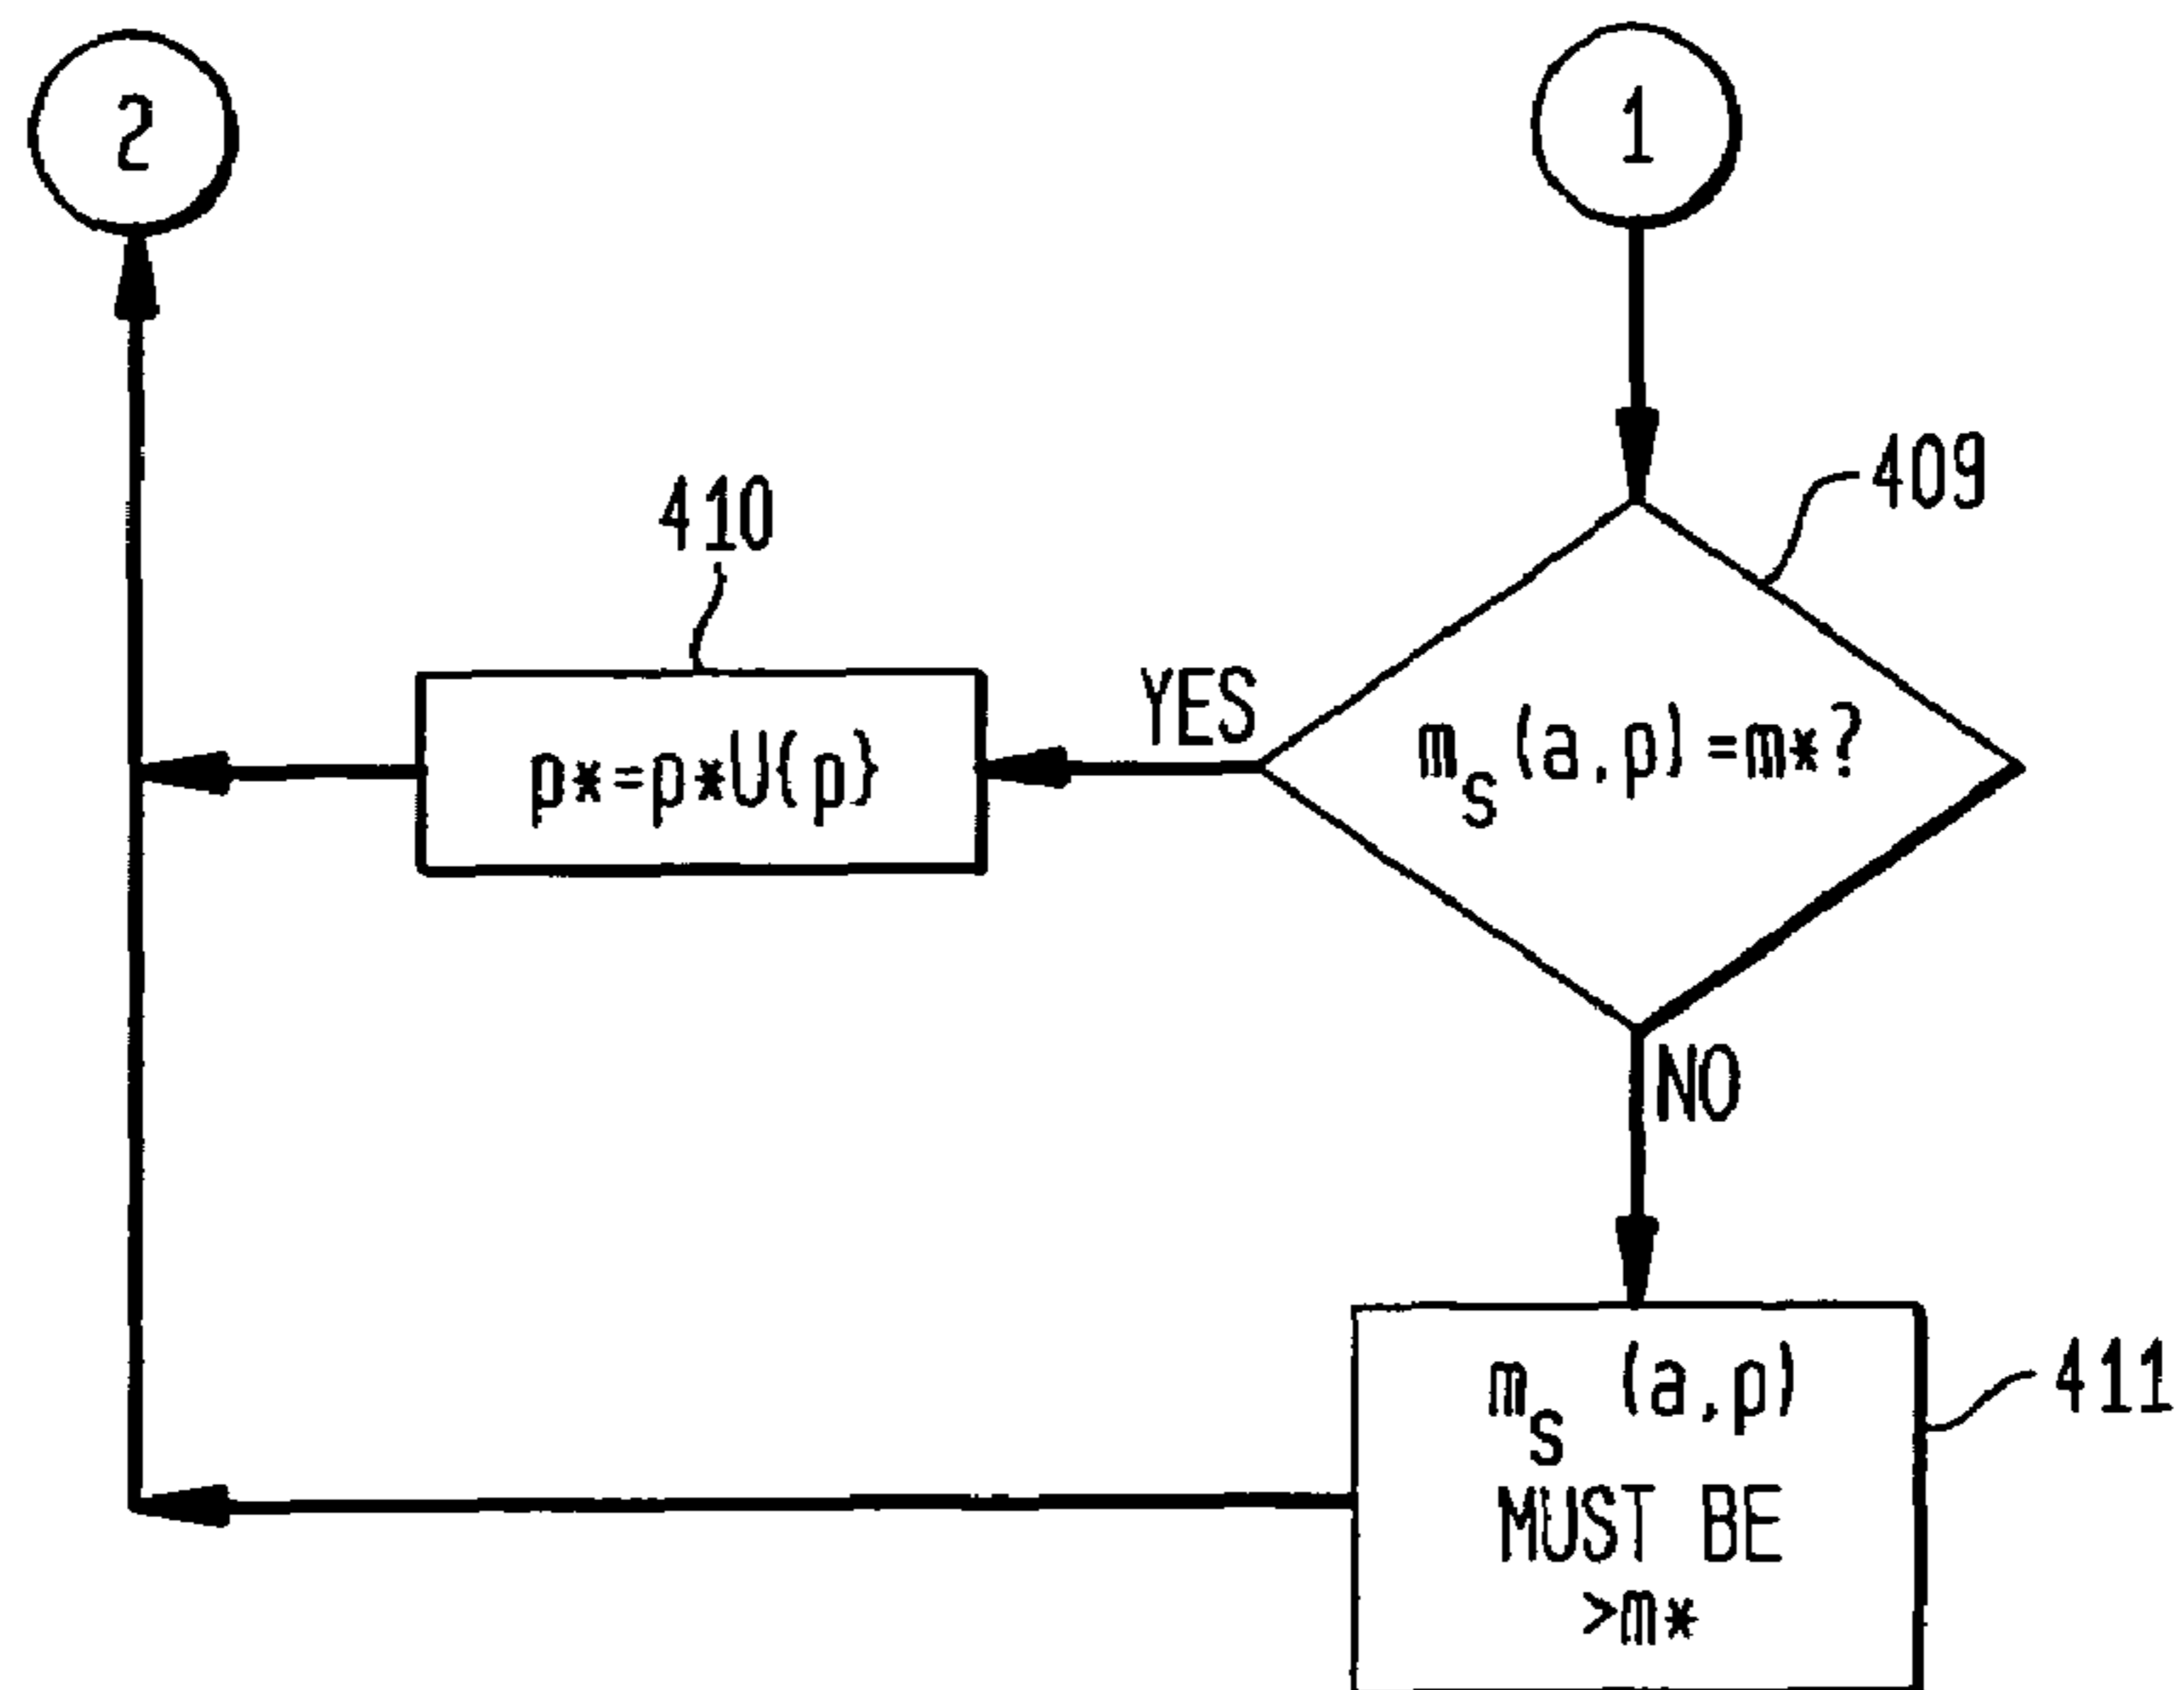 2
1
409
410
YES
mₛ(a,p)=m*?
p*=p*U{p}
NO
mₛ (a,p)
MUST BE
>m*
411